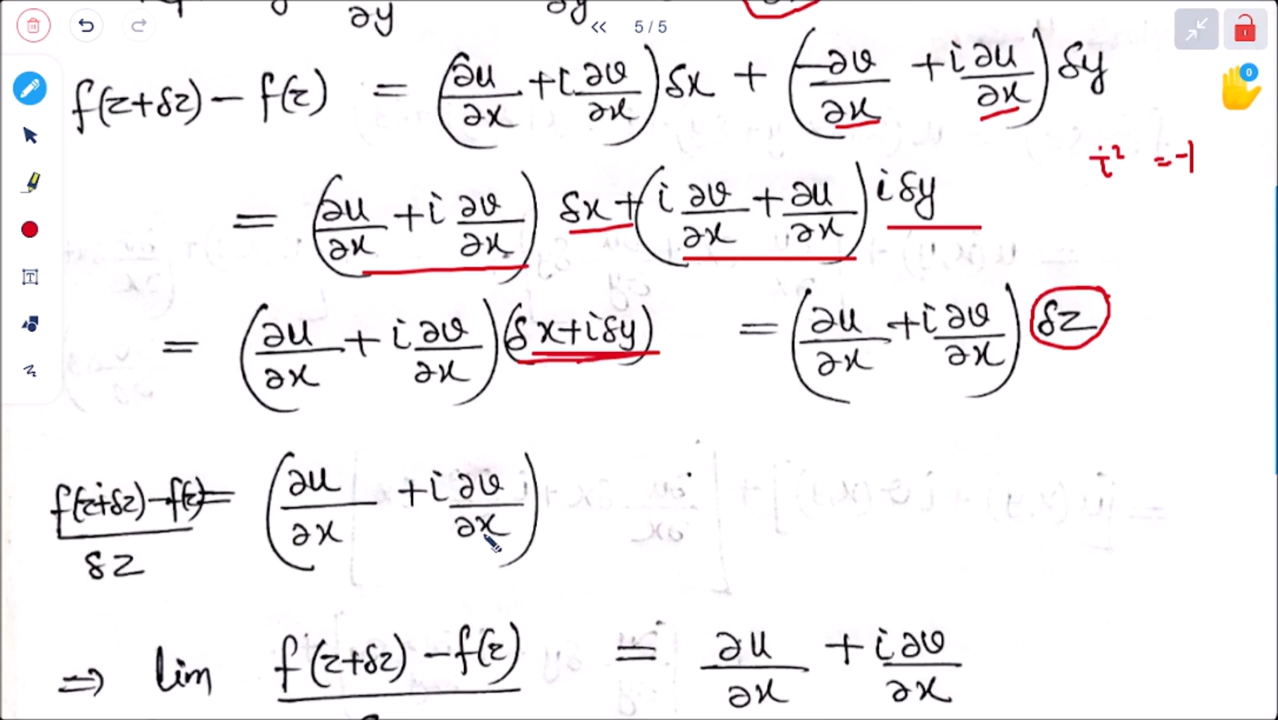 ∂y ∂y
5 / 5
f(z+δz) − f(z) = (∂u/∂x + i ∂v/∂x) δx + (−∂v/∂x + i ∂u/∂x) δy
i² = -1
= (∂u/∂x + i ∂v/∂x) δx + (i ∂v/∂x + ∂u/∂x) iδy
= (∂u/∂x + i ∂v/∂x)(δx + iδy) = (∂u/∂x + i ∂v/∂x) δz
f(z+δz) − f(z)/δz = (∂u/∂x + i ∂v/∂x)
⇒ lim f(z+δz) − f(z) = ∂u/∂x + i ∂v/∂x